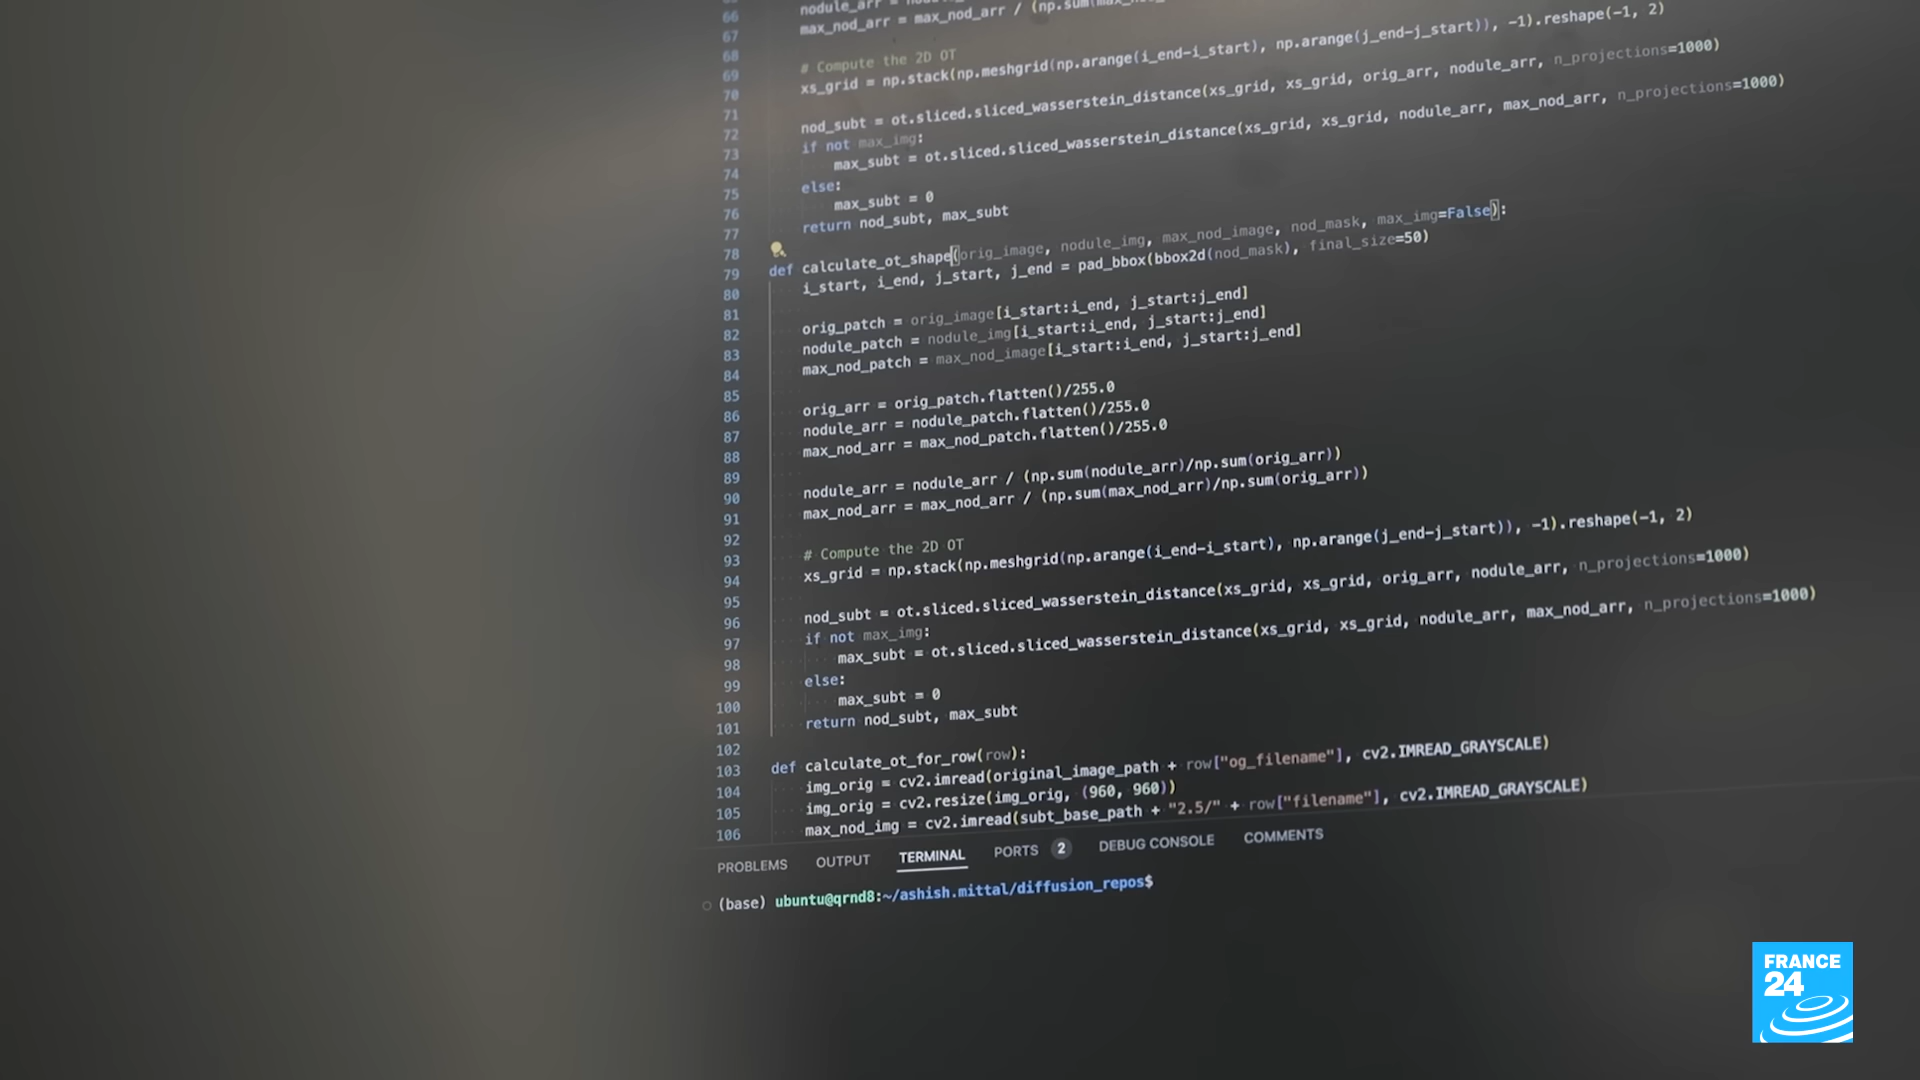 66
67 max_nod_arr = max_nod_arr / (np.sum(
68
69 # Compute the 2D OT
70 xs_grid = np.stack(np.meshgrid(np.arange(i_end-i_start), np.arange(j_end-j_start)), -1).reshape(-1, 2)
71
72 nod_subt = ot.sliced.sliced_wasserstein_distance(xs_grid, xs_grid, orig_arr, nodule_arr, n_projections=1000)
73 if not max_img:
74 max_subt = ot.sliced.sliced_wasserstein_distance(xs_grid, xs_grid, nodule_arr, max_nod_arr, n_projections=1000)
75 else:
76 max_subt = 0
77 return nod_subt, max_subt
78
79 def calculate_ot_shape(orig_image, nodule_img, max_nod_image, nod_mask, max_img=False):
80 i_start, i_end, j_start, j_end = pad_bbox(bbox2d(nod_mask), final_size=50)
81
82 orig_patch = orig_image[i_start:i_end, j_start:j_end]
83 nodule_patch = nodule_img[i_start:i_end, j_start:j_end]
84 max_nod_patch = max_nod_image[i_start:i_end, j_start:j_end]
85
86 orig_arr = orig_patch.flatten()/255.0
87 nodule_arr = nodule_patch.flatten()/255.0
88 max_nod_arr = max_nod_patch.flatten()/255.0
89
90 nodule_arr = nodule_arr / (np.sum(nodule_arr)/np.sum(orig_arr))
91 max_nod_arr = max_nod_arr / (np.sum(max_nod_arr)/np.sum(orig_arr))
92
93 # Compute the 2D OT
94 xs_grid = np.stack(np.meshgrid(np.arange(i_end-i_start), np.arange(j_end-j_start)), -1).reshape(-1, 2)
95
96 nod_subt = ot.sliced.sliced_wasserstein_distance(xs_grid, xs_grid, orig_arr, nodule_arr, n_projections=1000)
97 if not max_img:
98 max_subt = ot.sliced.sliced_wasserstein_distance(xs_grid, xs_grid, nodule_arr, max_nod_arr, n_projections=1000)
99 else:
100 max_subt = 0
101 return nod_subt, max_subt
102
103 def calculate_ot_for_row(row):
104 img_orig = cv2.imread(original_image_path + row["og_filename"], cv2.IMREAD_GRAYSCALE)
105 img_orig = cv2.resize(img_orig, (960, 960))
106 max_nod_img = cv2.imread(subt_base_path + "2.5/" + row["filename"], cv2.IMREAD_GRAYSCALE)
PROBLEMS OUTPUT TERMINAL PORTS 2 DEBUG CONSOLE COMMENTS
(base) ubuntu@qrnd8:~/ashish.mittal/diffusion_repos$
FRANCE
24